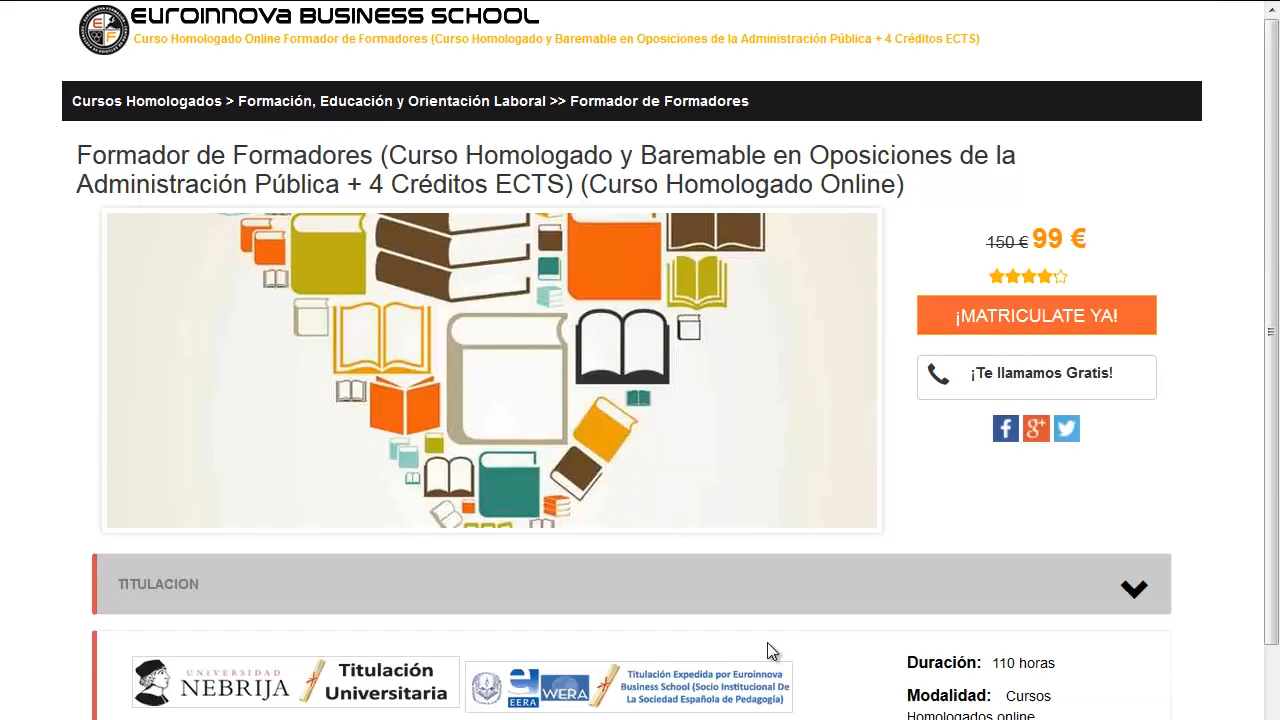 EUROINNOVA BUSINESS SCHOOL
Curso Homologado Online Formador de Formadores (Curso Homologado y Baremable en Oposiciones de la Administración Pública + 4 Créditos ECTS)
Cursos Homologados > Formación, Educación y Orientación Laboral >> Formador de Formadores
Formador de Formadores (Curso Homologado y Baremable en Oposiciones de la
Administración Pública + 4 Créditos ECTS) (Curso Homologado Online)
150 € 99 €
¡MATRICULATE YA!
¡Te llamamos Gratis!
TITULACION
UNIVERSIDAD
NEBRIJA
Titulación
Universitaria
EERA
WERA
Titulación Expedida por Euroinnova
Business School (Socio Institucional De
La Sociedad Española de Pedagogía)
Duración: 110 horas
Modalidad: Cursos
Homologados online